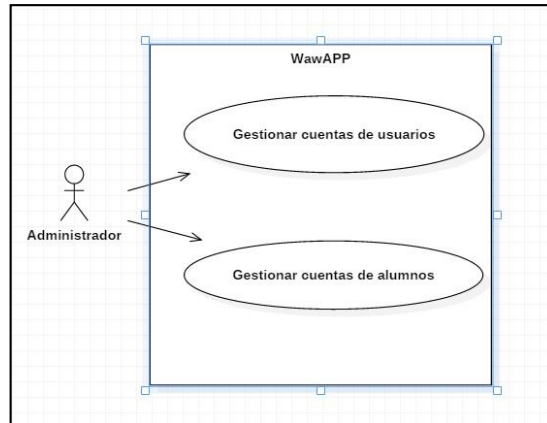 WawAPP
Gestionar cuentas de usuarios
Administrador
Gestionar cuentas de alumnos